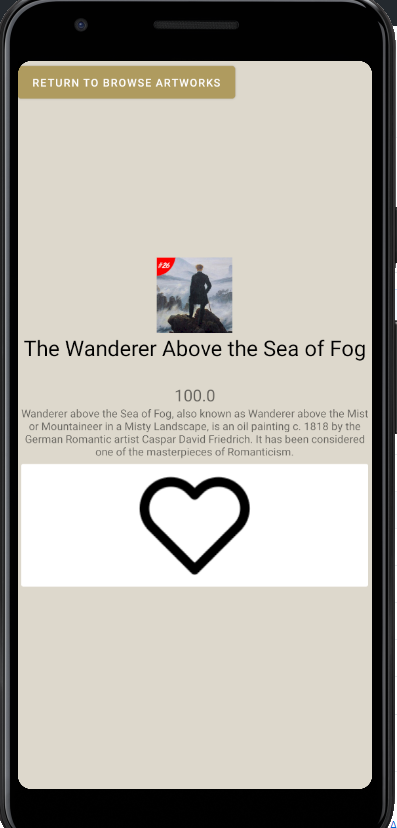 RETURN TO BROWSE ARTWORKS
#26
The Wanderer Above the Sea of Fog
100.0
Wanderer above the Sea of Fog, also known as Wanderer above the Mist
or Mountaineer in a Misty Landscape, is an oil painting c. 1818 by the
German Romantic artist Caspar David Friedrich. It has been considered
one of the masterpieces of Romanticism.